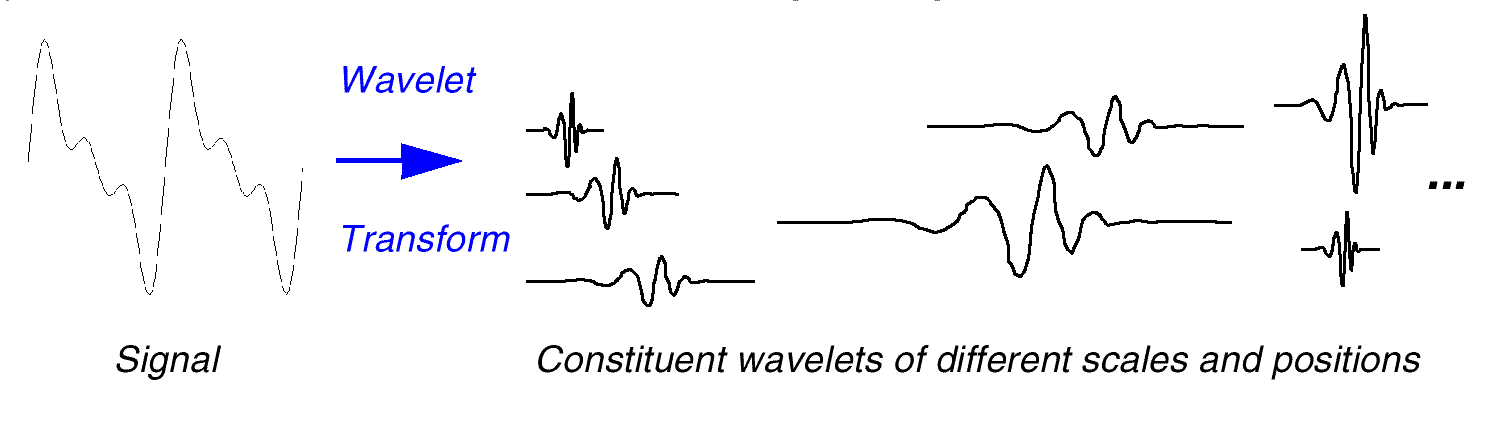 Wavelet
Transform
...
Signal
Constituent wavelets of different scales and positions